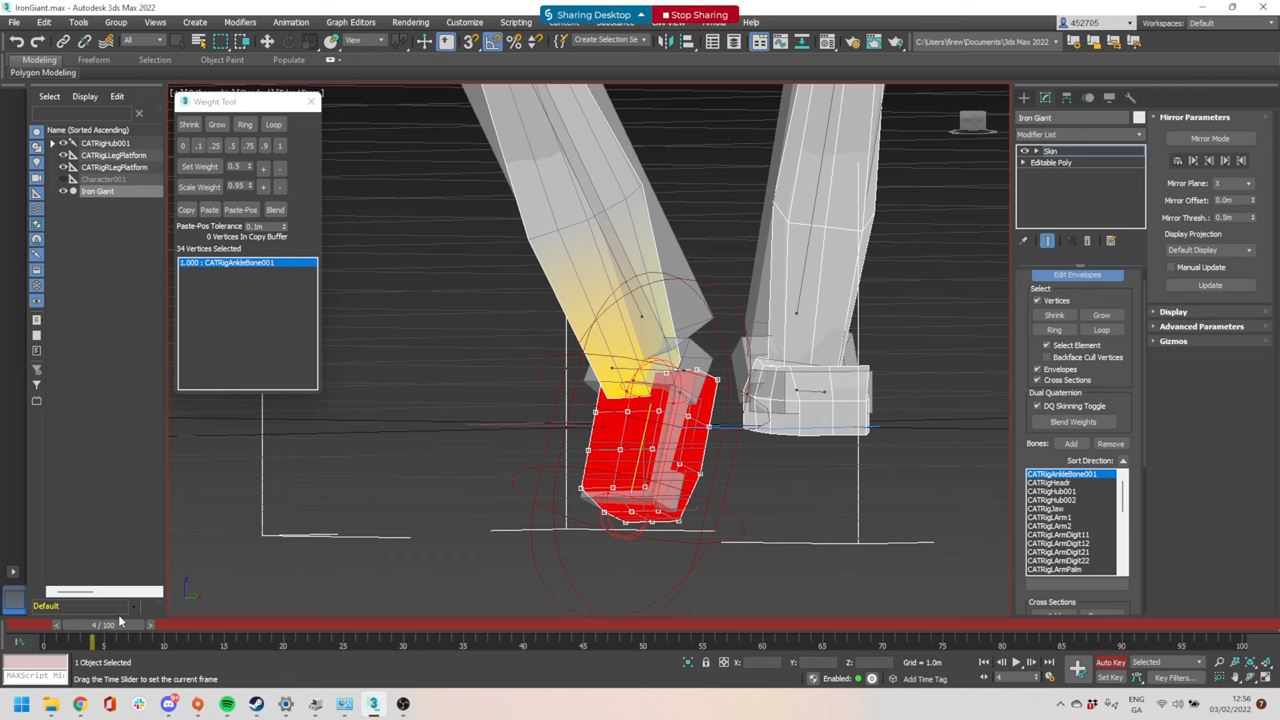 IronGiant.max - Autodesk 3ds Max 2022
Sharing Desktop
Stop Sharing
File Edit Tools Group Views Create Modifiers Animation Graph Editors Rendering Customize Scripting Substance Help
452705 Workspaces: Default
All View Create Selection Se C:\Users\frew\Documents\3ds Max 2022
Modeling Freeform Selection Object Paint Populate
Polygon Modeling
Select Display Edit
Name (Sorted Ascending)
CATRigHub001
CATRigLLegPlatform
CATRigRLegPlatform
Character001
Iron Giant
Weight Tool
Shrink Grow Ring Loop
0 .1 .25 .5 .75 .9 1
Set Weight 0.5 + -
Scale Weight 0.95 + -
Copy Paste Paste-Pos Blend
Paste-Pos Tolerance 0.1m
0 Vertices In Copy Buffer
34 Vertices Selected
1.000 : CATRigAnkleBone001
Iron Giant
Modifier List
Skin
Editable Poly
Edit Envelopes
Select
Vertices
Shrink Grow
Ring Loop
Select Element
Backface Cull Vertices
Envelopes
Cross Sections
Dual Quaternion
DQ Skinning Toggle
Blend Weights
Bones: Add Remove
Sort Direction:
CATRigAnkleBone001
CATRigHeadr
CATRigHub001
CATRigHub002
CATRigJaw
CATRigLArm1
CATRigLArm2
CATRigLArmDigit11
CATRigLArmDigit12
CATRigLArmDigit21
CATRigLArmDigit22
CATRigLArmPalm
Cross Sections
Mirror Parameters
Mirror Mode
Mirror Plane: X
Mirror Offset: 0.0m
Mirror Thresh.: 0.5m
Display Projection
Default Display
Manual Update
Update
Display
Advanced Parameters
Gizmos
Default
4 / 100
0 5 10 15 20 25 30 35 40 45 50 55 60 65 70 75 80 85 90 95 100
1 Object Selected
X: Y: Z: Grid = 1.0m
Auto Key Selected
MAXScript Mi
Drag the Time Slider to set the current frame
Enabled: Add Time Tag
4
Set Key Key Filters...
ENG
GA
12:56
03/02/2022